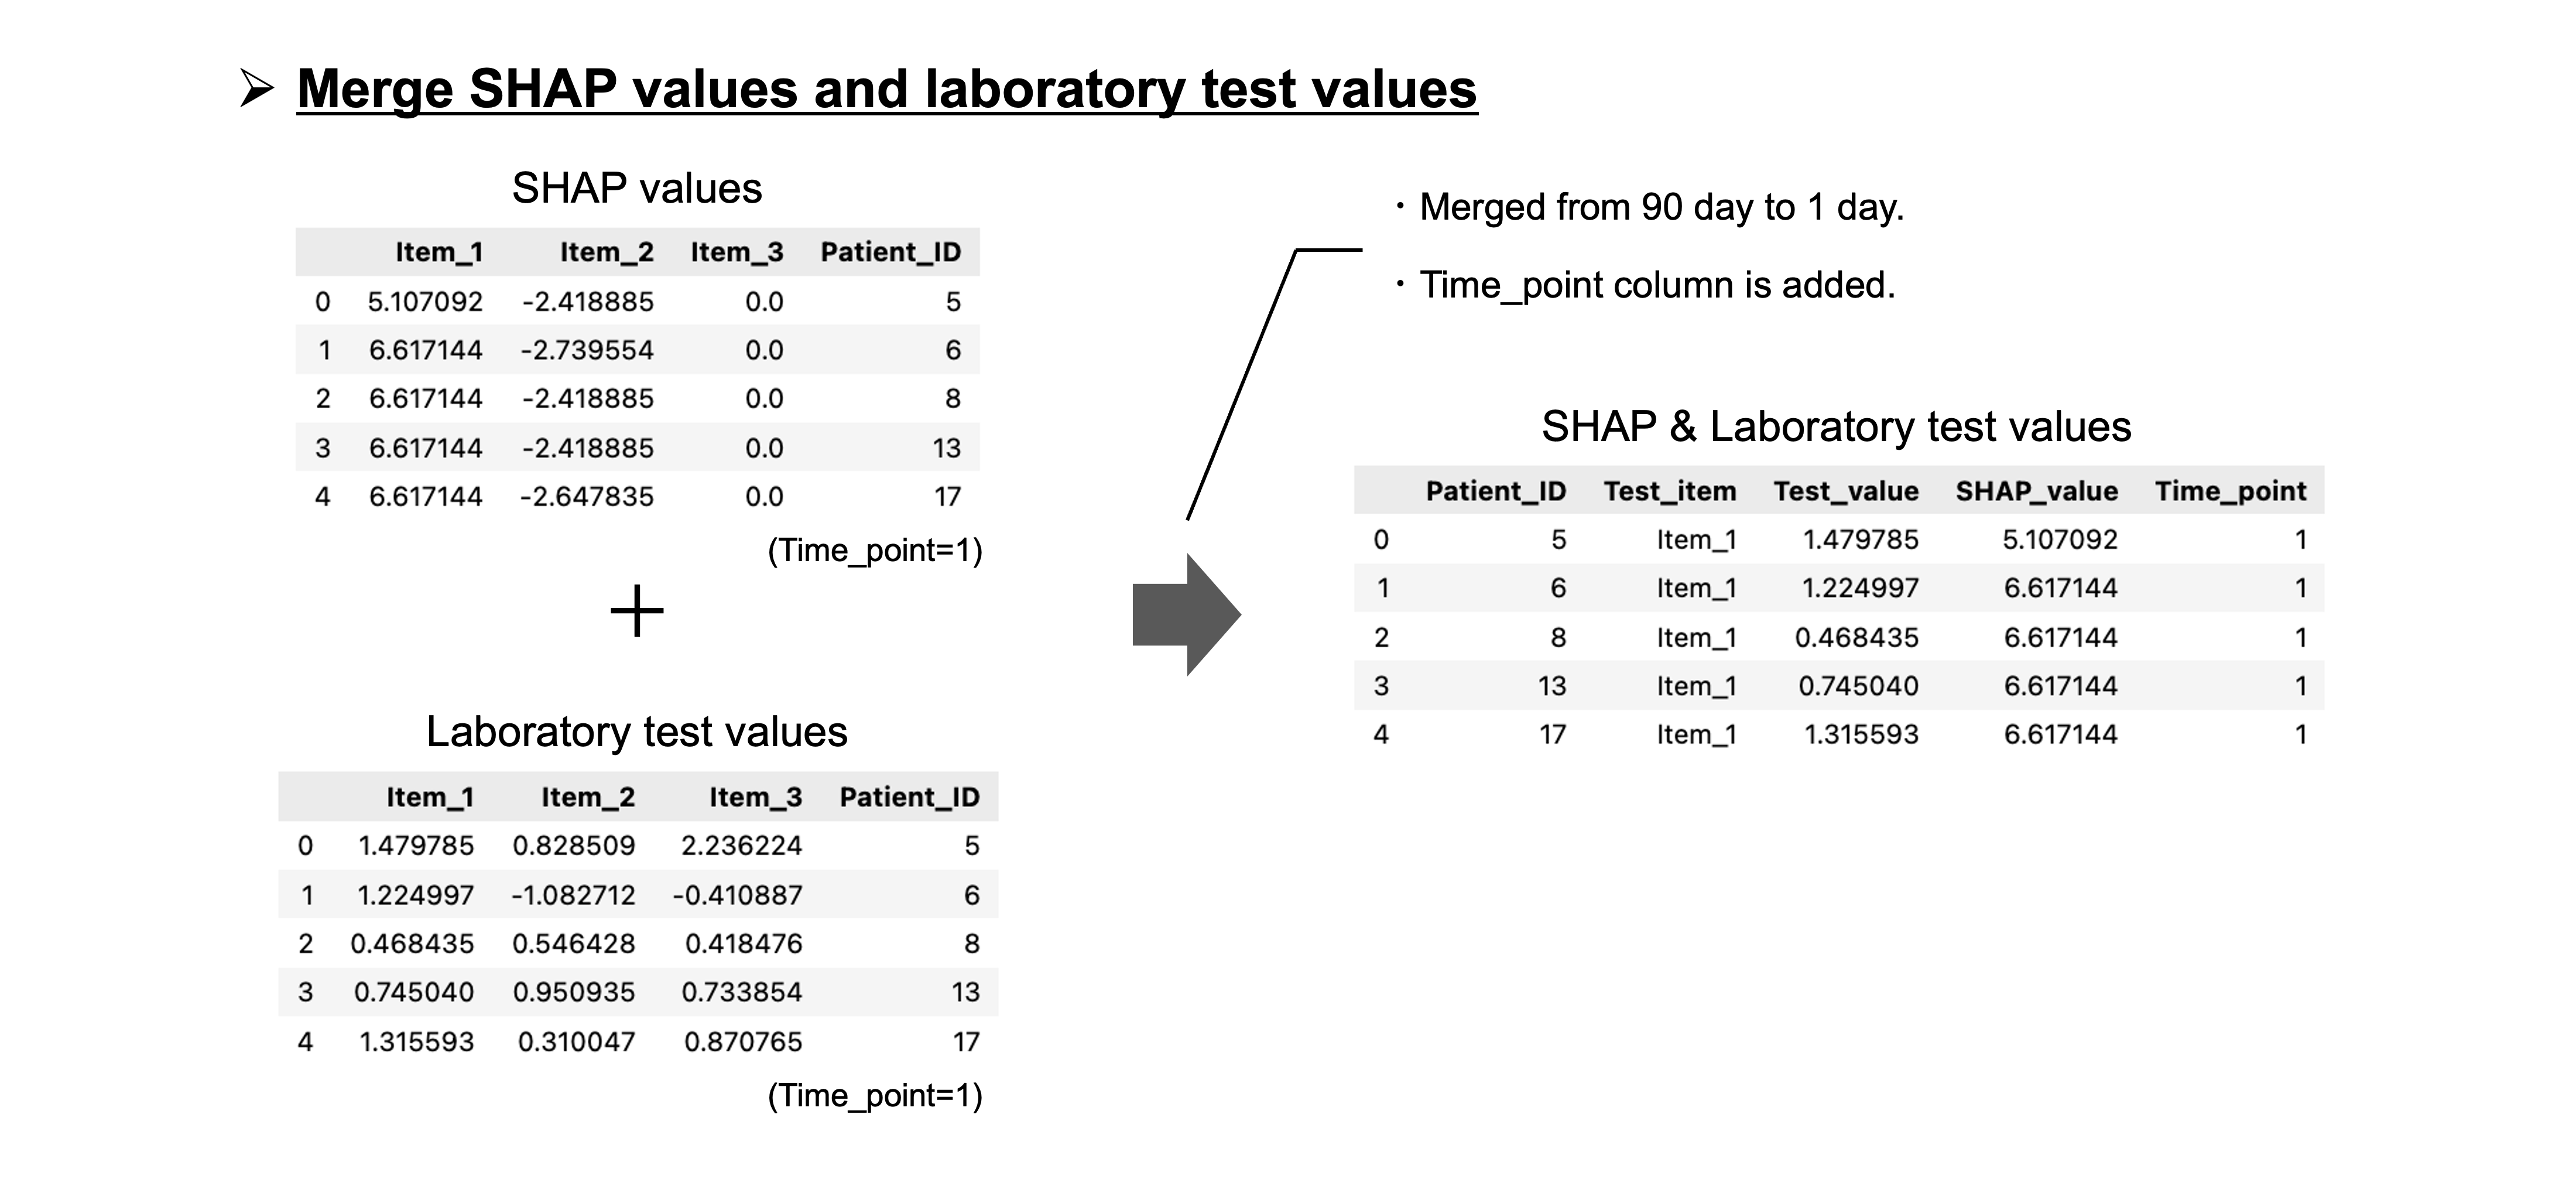 ➢ Merge SHAP values and laboratory test values
SHAP values
Item_1 Item_2 Item_3 Patient_ID
0 5.107092 -2.418885 0.0 5
1 6.617144 -2.739554 0.0 6
2 6.617144 -2.418885 0.0 8
3 6.617144 -2.418885 0.0 13
4 6.617144 -2.647835 0.0 17
(Time_point=1)
+
Laboratory test values
Item_1 Item_2 Item_3 Patient_ID
0 1.479785 0.828509 2.236224 5
1 1.224997 -1.082712 -0.410887 6
2 0.468435 0.546428 0.418476 8
3 0.745040 0.950935 0.733854 13
4 1.315593 0.310047 0.870765 17
(Time_point=1)
・Merged from 90 day to 1 day.
・Time_point column is added.
SHAP & Laboratory test values
Patient_ID Test_item Test_value SHAP_value Time_point
0 5 Item_1 1.479785 5.107092 1
1 6 Item_1 1.224997 6.617144 1
2 8 Item_1 0.468435 6.617144 1
3 13 Item_1 0.745040 6.617144 1
4 17 Item_1 1.315593 6.617144 1